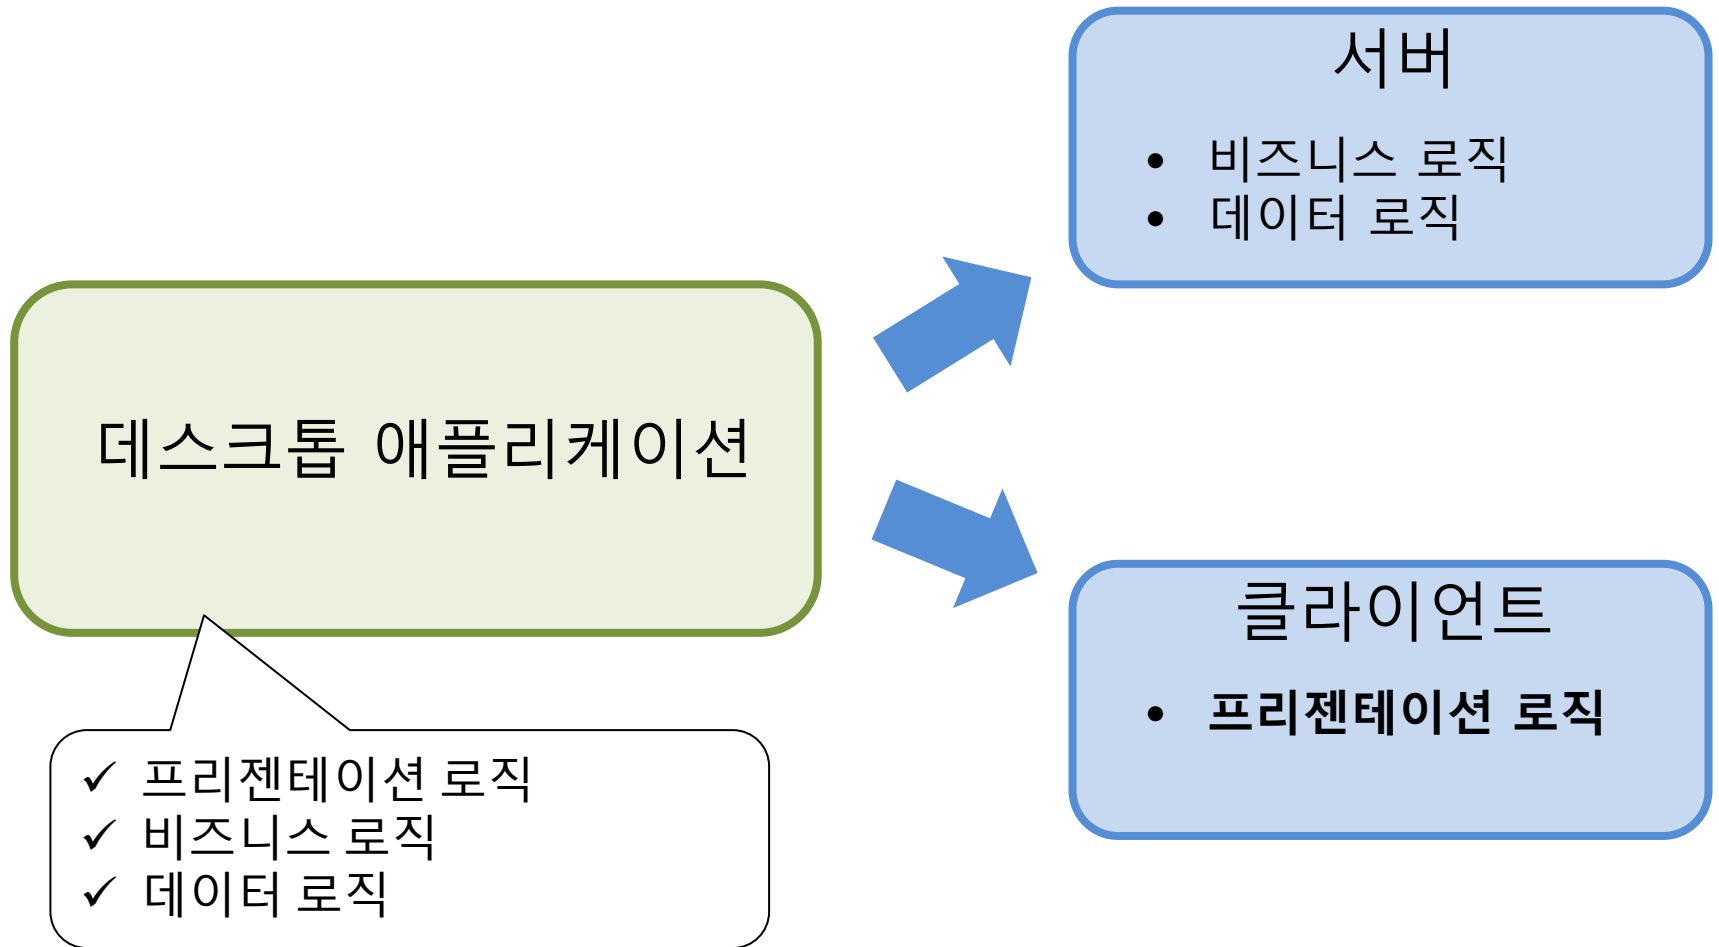 서버
• 비즈니스 로직
• 데이터 로직
데스크톱 애플리케이션
클라이언트
• 프리젠테이션 로직
✓ 프리젠테이션 로직
✓ 비즈니스 로직
✓ 데이터 로직